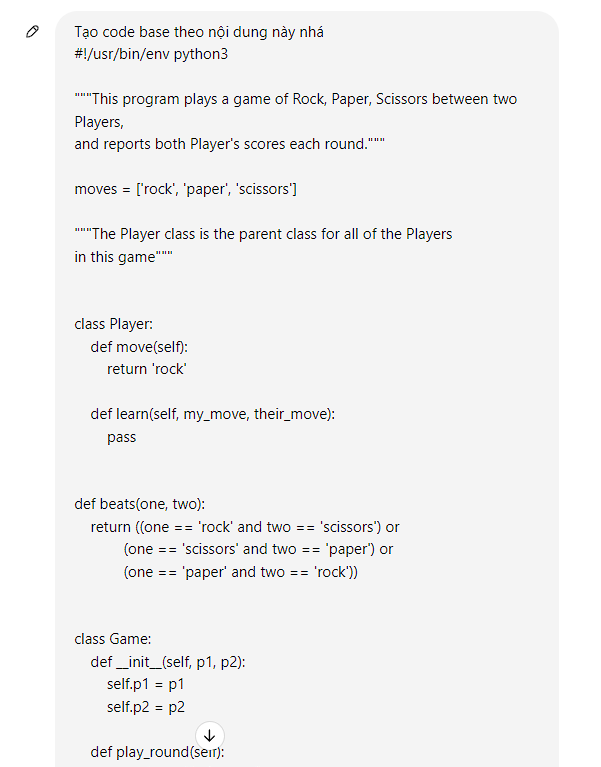 Tạo code base theo nội dung này nhá
#!/usr/bin/env python3
"""This program plays a game of Rock, Paper, Scissors between two
Players,
and reports both Player's scores each round."""
moves = ['rock', 'paper', 'scissors']
"""The Player class is the parent class for all of the Players
in this game"""
class Player:
def move(self):
return 'rock'
def learn(self, my_move, their_move):
pass
def beats(one, two):
return ((one == 'rock' and two == 'scissors') or
(one == 'scissors' and two == 'paper') or
(one == 'paper' and two == 'rock'))
class Game:
def __init__(self, p1, p2):
self.p1 = p1
self.p2 = p2
def play_round(self):